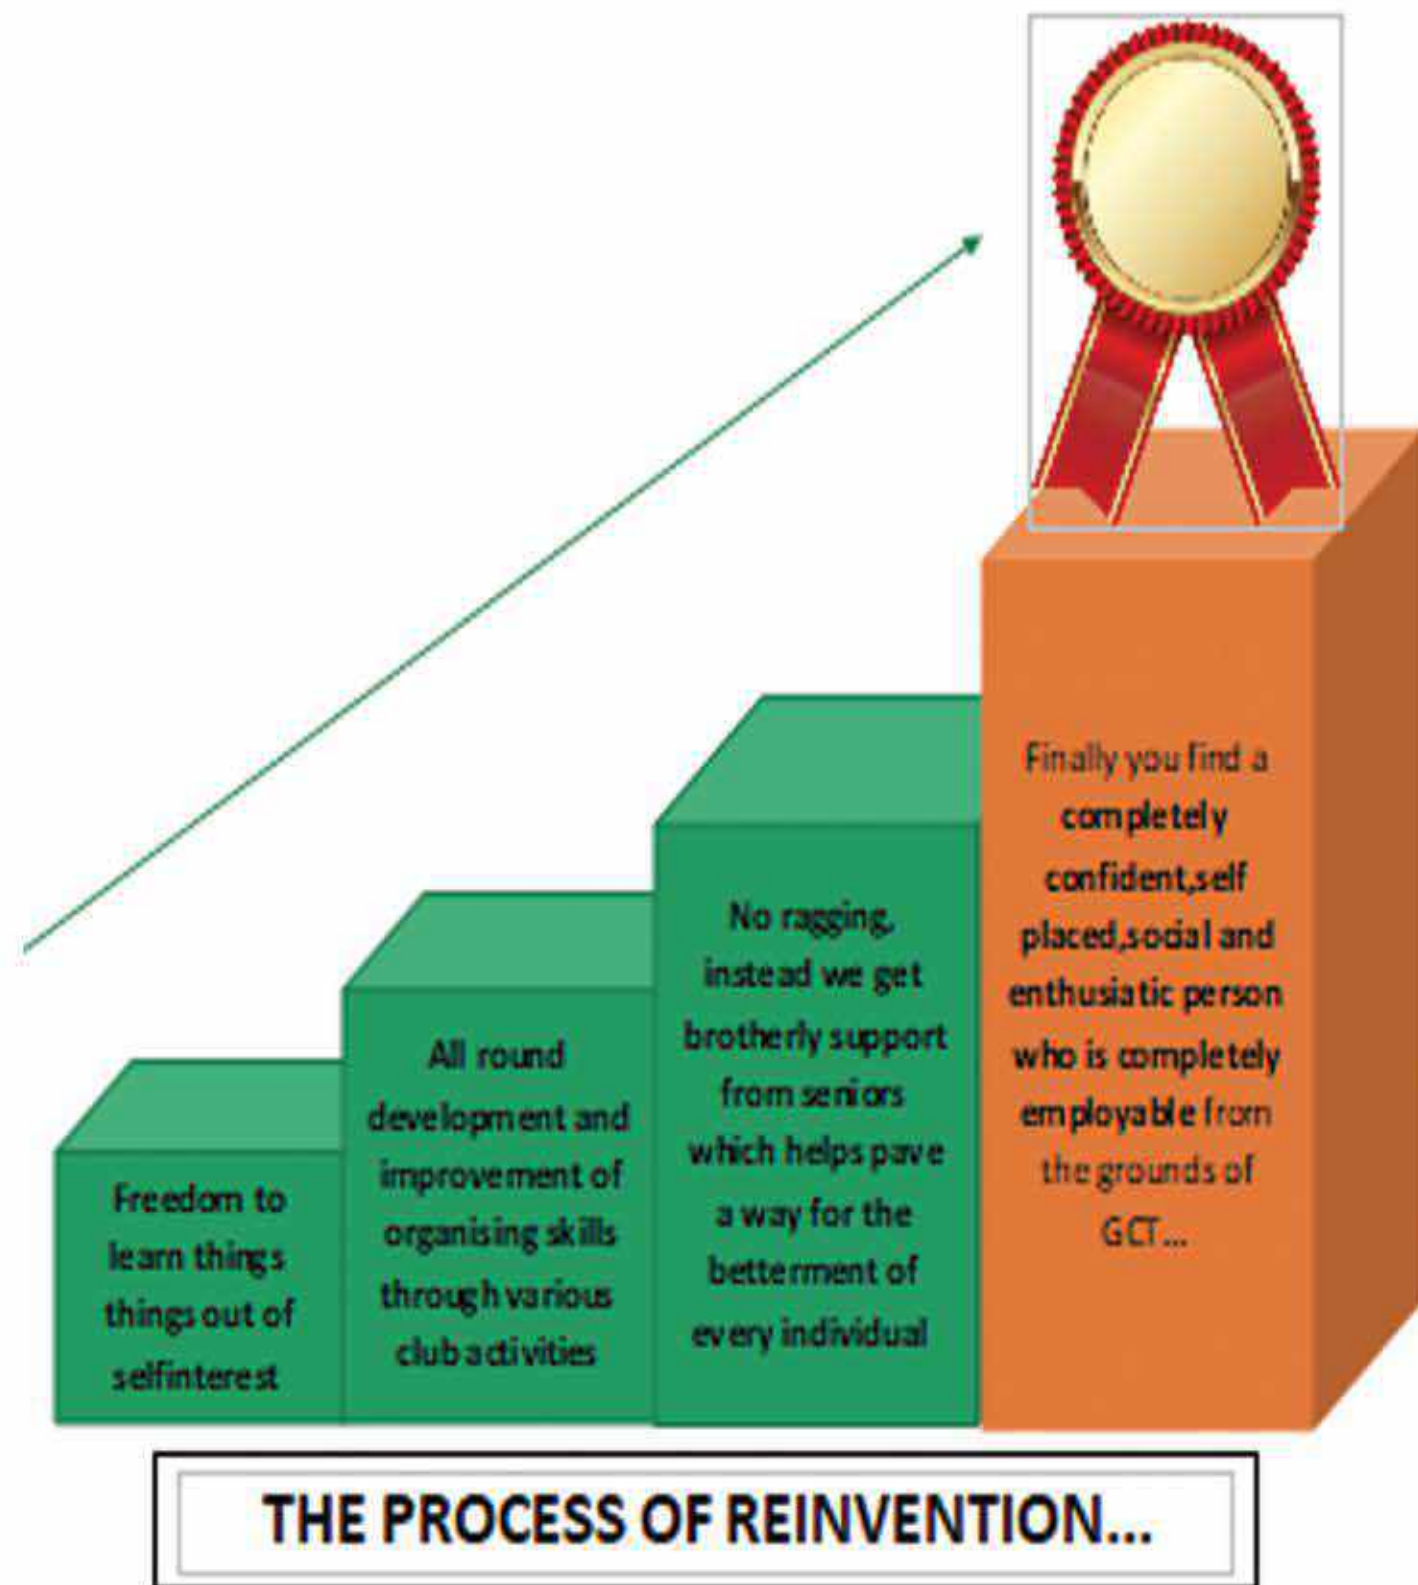 Freedom to
learn things
things out of
selfinterest
All round
development and
improvement of
organising skills
through various
club activities
No ragging,
instead we get
brotherly support
from seniors
which helps pave
a way for the
betterment of
every individual
Finally you find a
completely
confident,self
placed,social and
enthusiatic person
who is completely
employable from
the grounds of
GCT...
THE PROCESS OF REINVENTION...